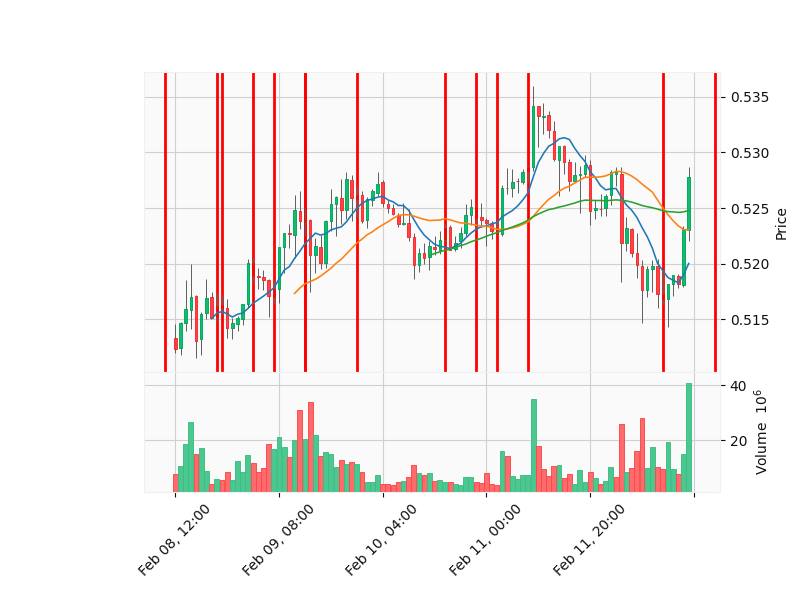 0.535
0.530
0.525
0.520
0.515
Price
40
20
Volume 10^6
Feb 08, 12:00
Feb 09, 08:00
Feb 10, 04:00
Feb 11, 00:00
Feb 11, 20:00